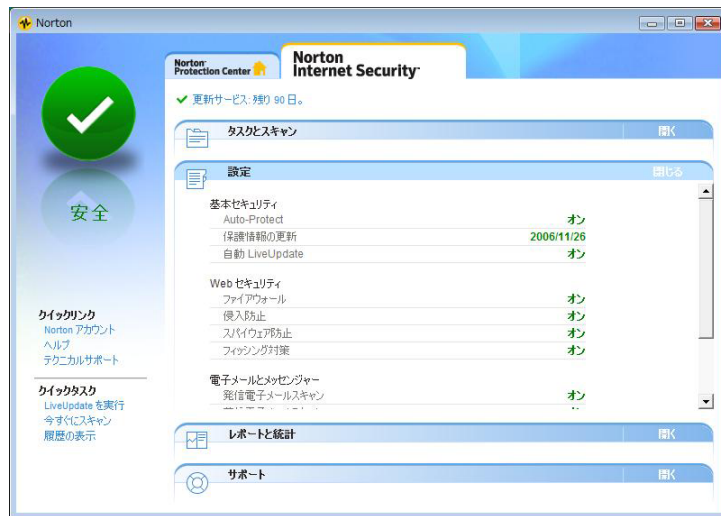 Norton
Norton Protection Center
Norton Internet Security
更新サービス: 残り 90 日。
タスクとスキャン 開く
設定 閉じる
安全
基本セキュリティ
Auto-Protect オン
保護情報の更新 2006/11/26
自動 LiveUpdate オン
Web セキュリティ
ファイアウォール オン
侵入防止 オン
スパイウェア防止 オン
フィッシング対策 オン
電子メールとメッセンジャー
発信電子メールスキャン オン
クイックリンク
Norton アカウント
ヘルプ
テクニカルサポート
クイックタスク
LiveUpdate を実行
今すぐにスキャン
履歴の表示
レポートと統計 開く
サポート 開く